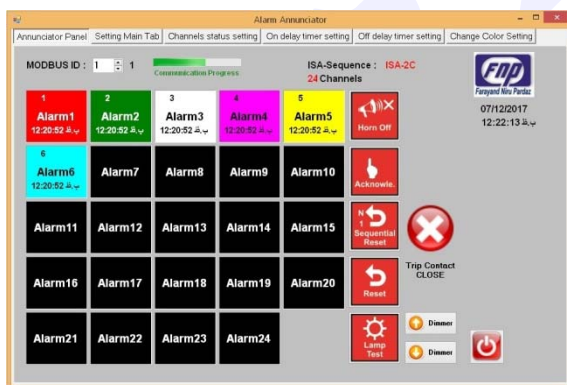 Alarm Annunciator
Annunciator Panel Setting Main Tab Channels status setting On delay timer setting Off delay timer setting Change Color Setting
MODBUS ID : 1 1
Communication Progress
ISA-Sequence : ISA-2C
24 Channels
FNP
Farayand Niru Pardaz
07/12/2017
12:22:13 ب.ظ
1 2 3 4 5
Alarm1 Alarm2 Alarm3 Alarm4 Alarm5
12:20:52 ب.ظ 12:20:52 ب.ظ 12:20:52 ب.ظ 12:20:52 ب.ظ 12:20:52 ب.ظ
Horn Off
6
Alarm6 Alarm7 Alarm8 Alarm9 Alarm10
12:20:52 ب.ظ
Acknowle.
Alarm11 Alarm12 Alarm13 Alarm14 Alarm15
N
1
Sequential
Reset
Trip Contact
CLOSE
Alarm16 Alarm17 Alarm18 Alarm19 Alarm20
Reset
Alarm21 Alarm22 Alarm23 Alarm24
Lamp
Test
Dimmer
Dimmer